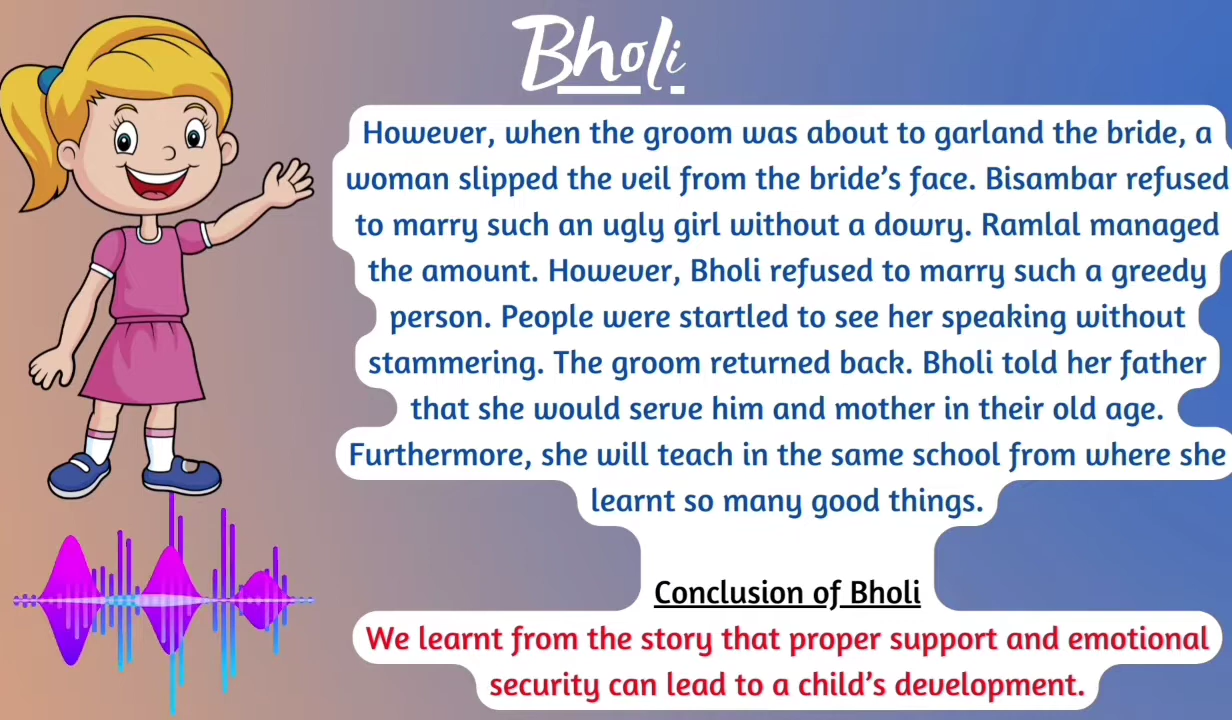 Bholi
However, when the groom was about to garland the bride, a
woman slipped the veil from the bride's face. Bisambar refused
to marry such an ugly girl without a dowry. Ramlal managed
the amount. However, Bholi refused to marry such a greedy
person. People were startled to see her speaking without
stammering. The groom returned back. Bholi told her father
that she would serve him and mother in their old age.
Furthermore, she will teach in the same school from where she
learnt so many good things.
Conclusion of Bholi
We learnt from the story that proper support and emotional
security can lead to a child's development.